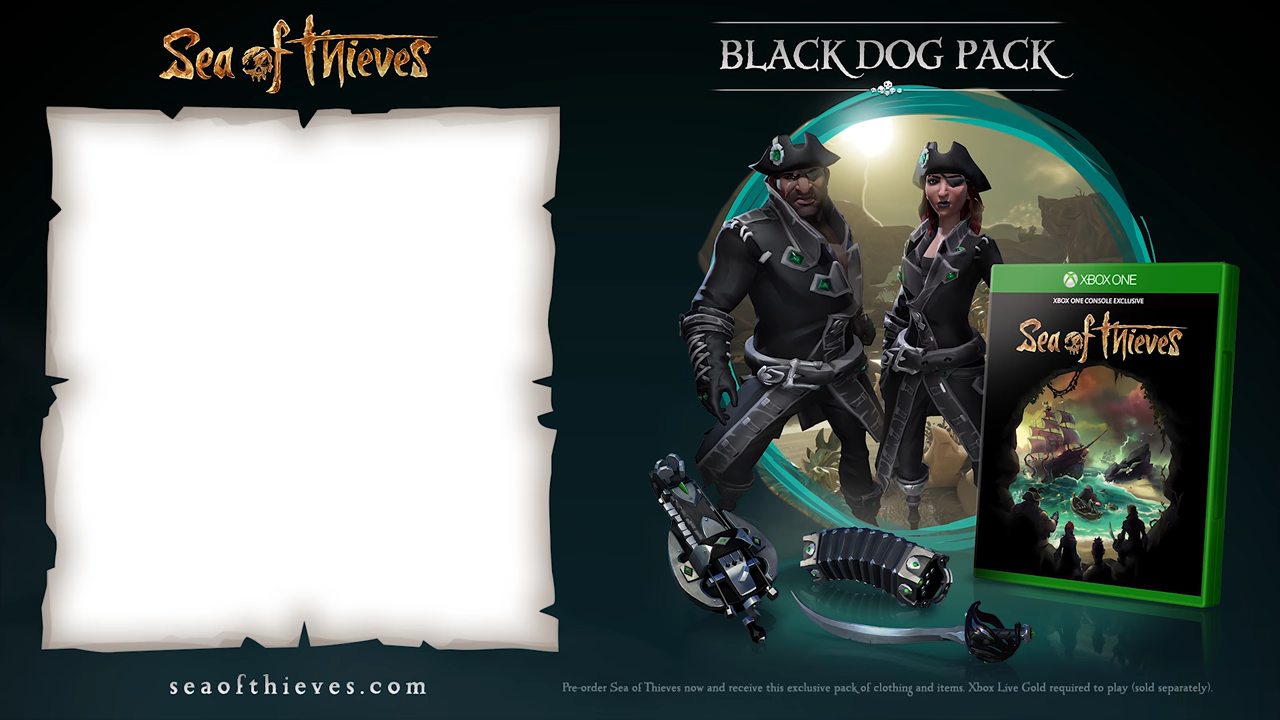 Sea of Thieves
seaofthieves.com
BLACK DOG PACK
XBOX ONE
XBOX ONE CONSOLE EXCLUSIVE
Sea of Thieves
Pre-order Sea of Thieves now and receive this exclusive pack of clothing and items. Xbox Live Gold required to play (sold separately).